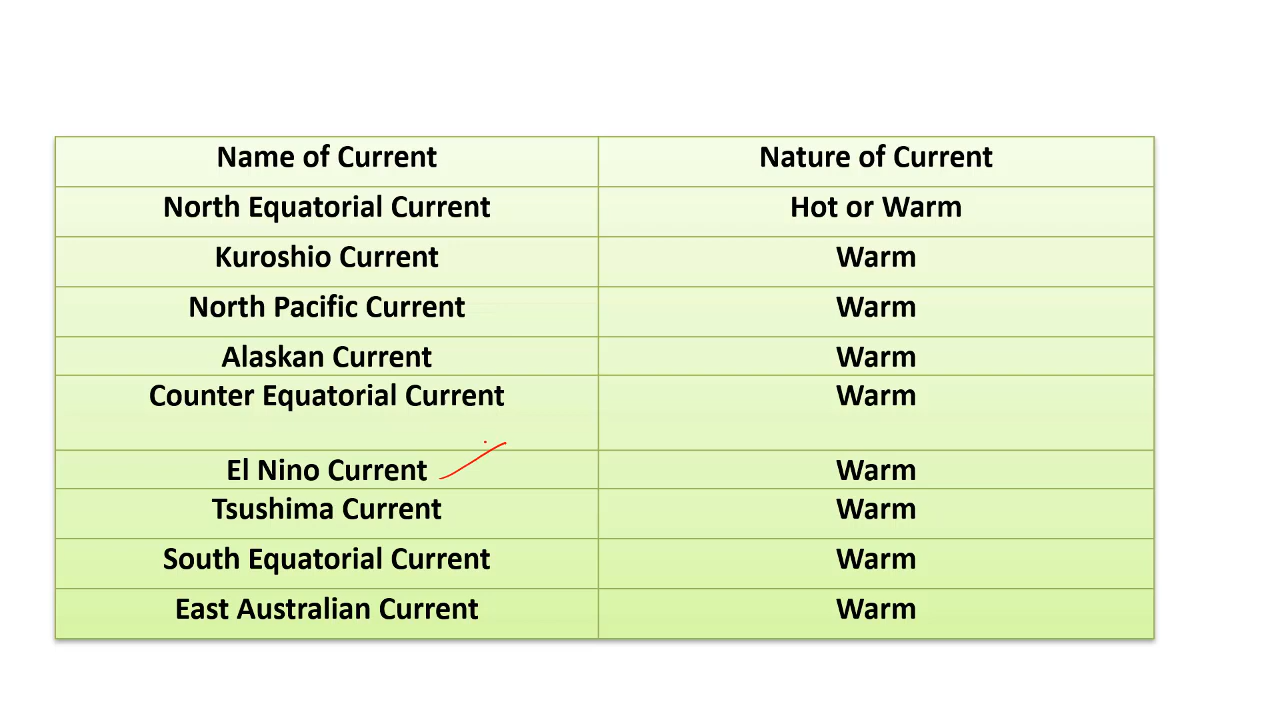 Name of Current Nature of Current
North Equatorial Current Hot or Warm
Kuroshio Current Warm
North Pacific Current Warm
Alaskan Current Warm
Counter Equatorial Current Warm
El Nino Current Warm
Tsushima Current Warm
South Equatorial Current Warm
East Australian Current Warm